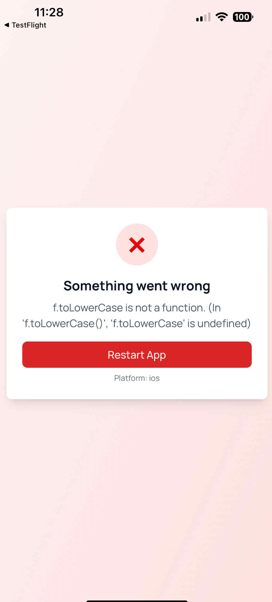 11:28
100
◀ TestFlight
Something went wrong
f.toLowerCase is not a function. (In
'f.toLowerCase()', 'f.toLowerCase' is undefined)
Restart App
Platform: ios